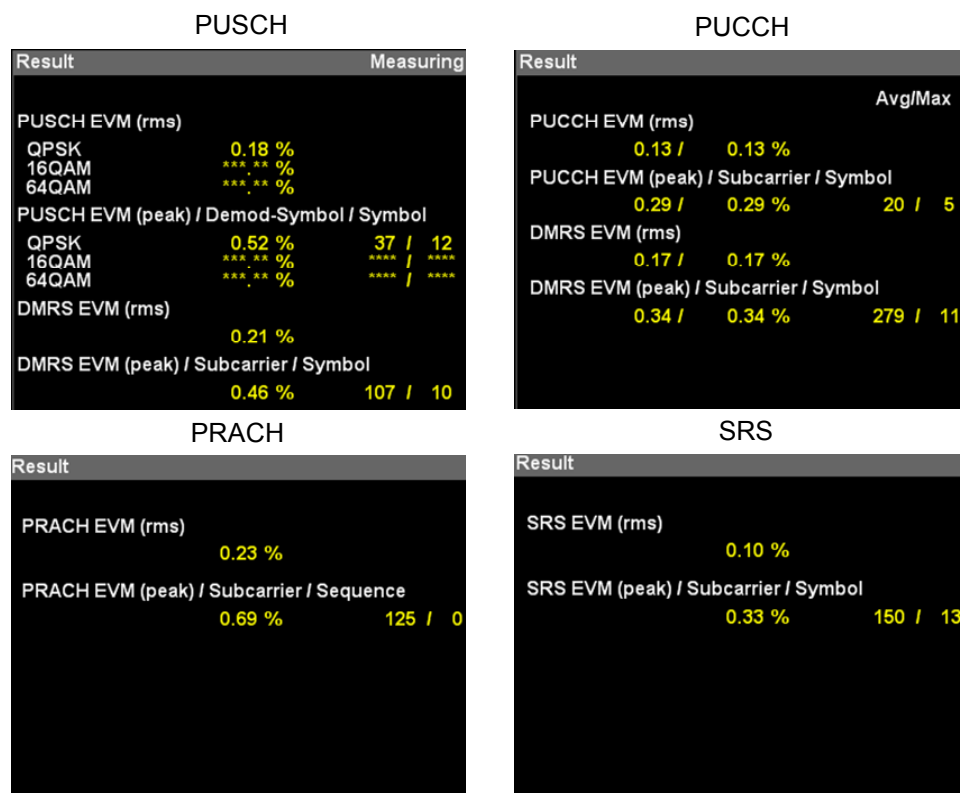 PUSCH
Result Measuring
PUSCH EVM (rms)
QPSK 0.18 %
16QAM ***.** %
64QAM ***.** %
PUSCH EVM (peak) / Demod-Symbol / Symbol
QPSK 0.52 % 37 / 12
16QAM ***.** % **** / ****
64QAM ***.** % **** / ****
DMRS EVM (rms)
0.21 %
DMRS EVM (peak) / Subcarrier / Symbol
0.46 % 107 / 10
PUCCH
Result
Avg/Max
PUCCH EVM (rms)
0.13 / 0.13 %
PUCCH EVM (peak) / Subcarrier / Symbol
0.29 / 0.29 % 20 / 5
DMRS EVM (rms)
0.17 / 0.17 %
DMRS EVM (peak) / Subcarrier / Symbol
0.34 / 0.34 % 279 / 11
PRACH
Result
PRACH EVM (rms)
0.23 %
PRACH EVM (peak) / Subcarrier / Sequence
0.69 % 125 / 0
SRS
Result
SRS EVM (rms)
0.10 %
SRS EVM (peak) / Subcarrier / Symbol
0.33 % 150 / 13